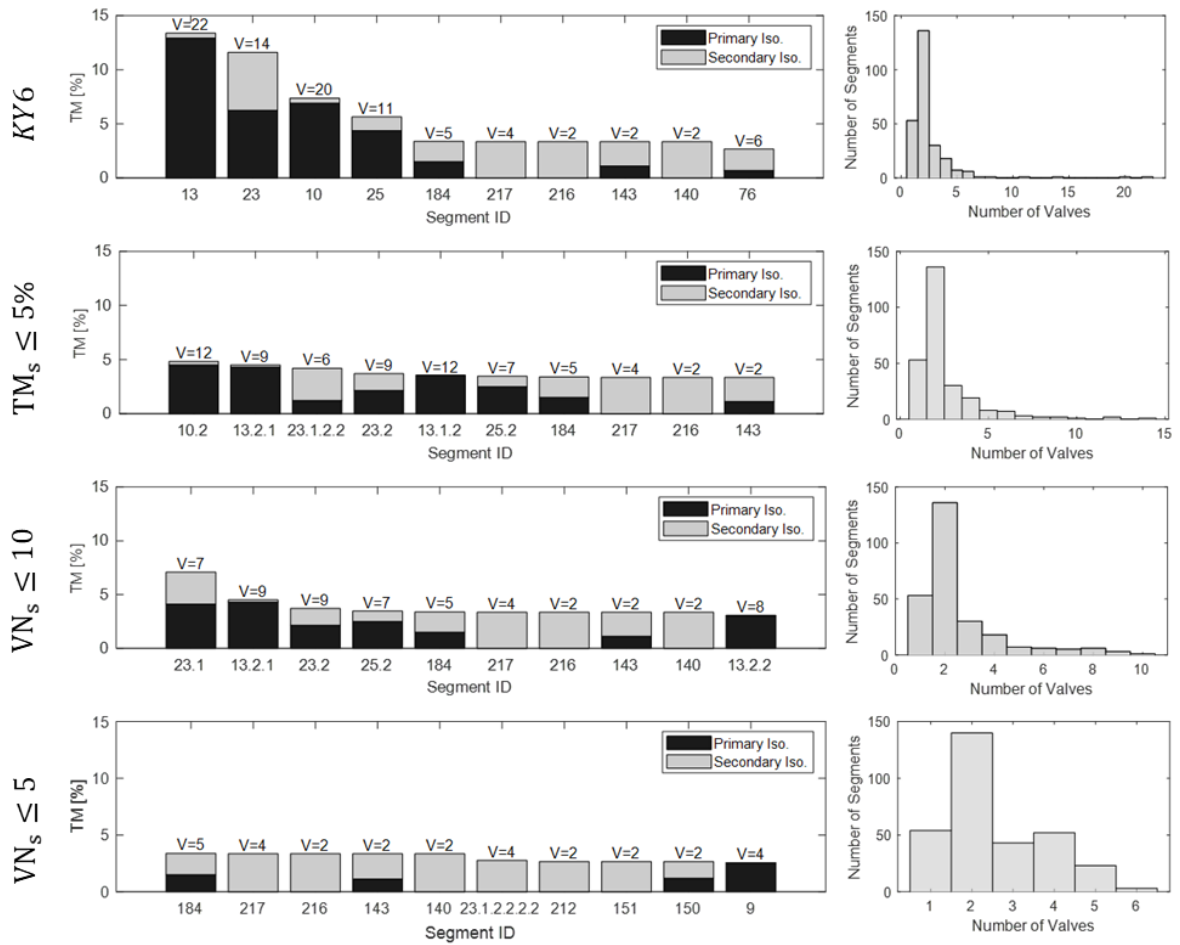 KY6
TM [%]
15
10
5
0
V=22
V=14
V=20
V=11
V=5
V=4
V=2
V=2
V=2
V=6
Primary Iso.
Secondary Iso.
13 23 10 25 184 217 216 143 140 76
Segment ID
Number of Segments
150
100
50
0
0 5 10 15 20
Number of Valves
TMs ≤ 5%
TM [%]
15
10
5
0
V=12
V=9
V=6
V=9
V=12
V=7
V=5
V=4
V=2
V=2
Primary Iso.
Secondary Iso.
10.2 13.2.1 23.1.2.2 23.2 13.1.2 25.2 184 217 216 143
Segment ID
Number of Segments
150
100
50
0
0 5 10 15
Number of Valves
VNs ≤ 10
TM [%]
15
10
5
0
V=7
V=9
V=9
V=7
V=5
V=4
V=2
V=2
V=2
V=8
Primary Iso.
Secondary Iso.
23.1 13.2.1 23.2 25.2 184 217 216 143 140 13.2.2
Segment ID
Number of Segments
150
100
50
0
0 2 4 6 8 10
Number of Valves
VNs ≤ 5
TM [%]
15
10
5
0
V=5
V=4
V=2
V=2
V=2
V=4
V=2
V=2
V=2
V=4
Primary Iso.
Secondary Iso.
184 217 216 143 140 23.1.2.2.2.2 212 151 150 9
Segment ID
Number of Segments
150
100
50
0
1 2 3 4 5 6
Number of Valves